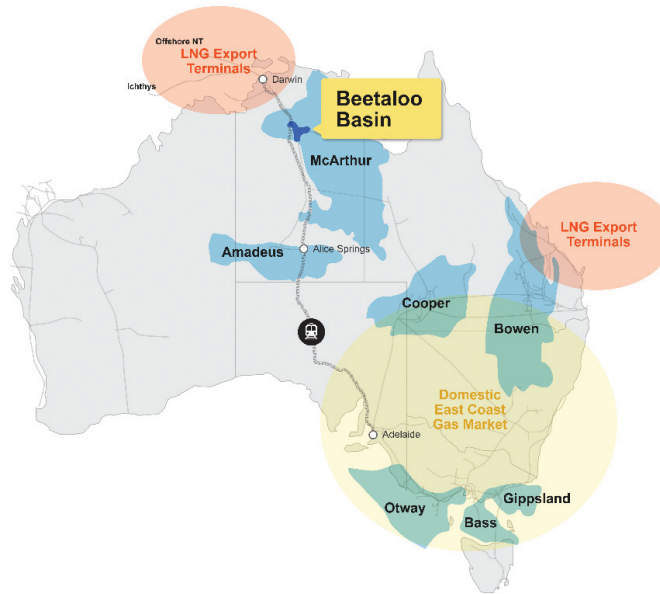 Offshore NT
LNG Export
Terminals
Darwin
Ichthys
Beetaloo
Basin
McArthur
LNG Export
Terminals
Amadeus
Alice Springs
Cooper
Bowen
Domestic
East Coast
Gas Market
Adelaide
Otway
Gippsland
Bass